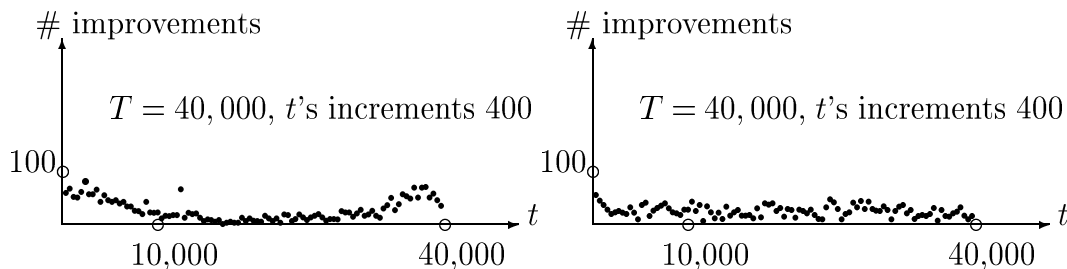 # improvements
T = 40,000, t's increments 400
100
t
10,000
40,000
# improvements
T = 40,000, t's increments 400
100
t
10,000
40,000